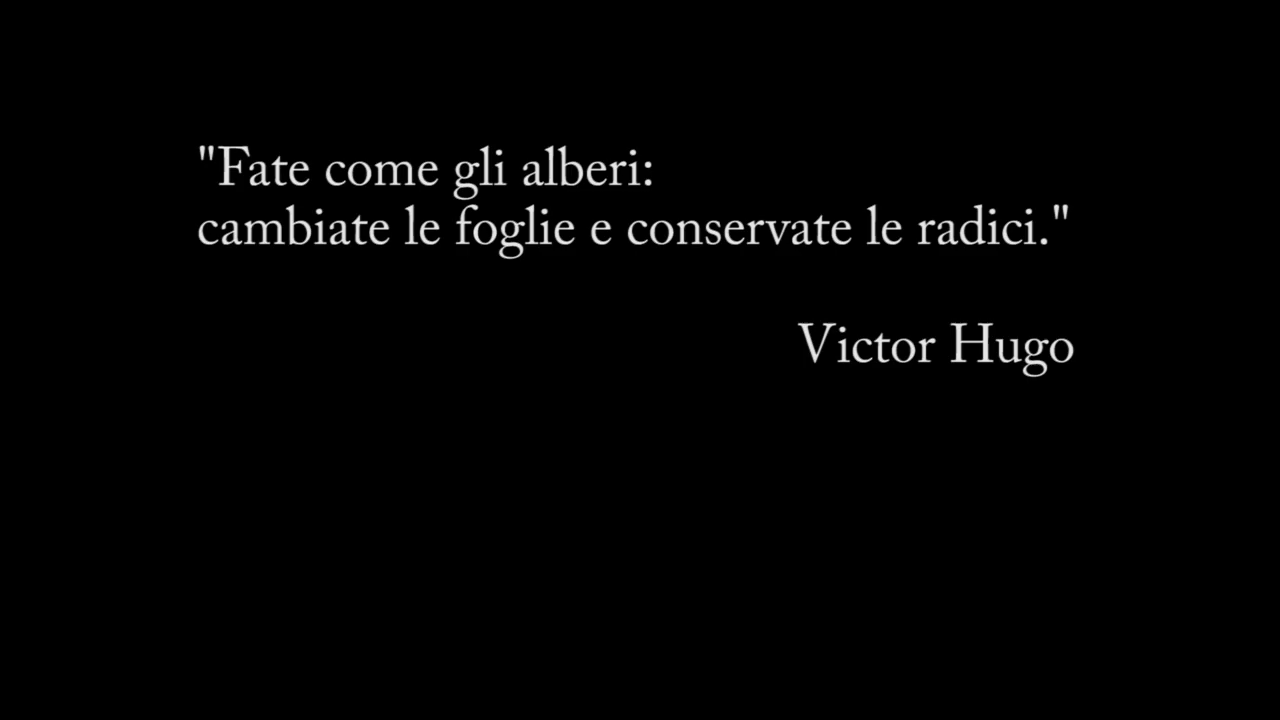 "Fate come gli alberi:
cambiate le foglie e conservate le radici."
Victor Hugo